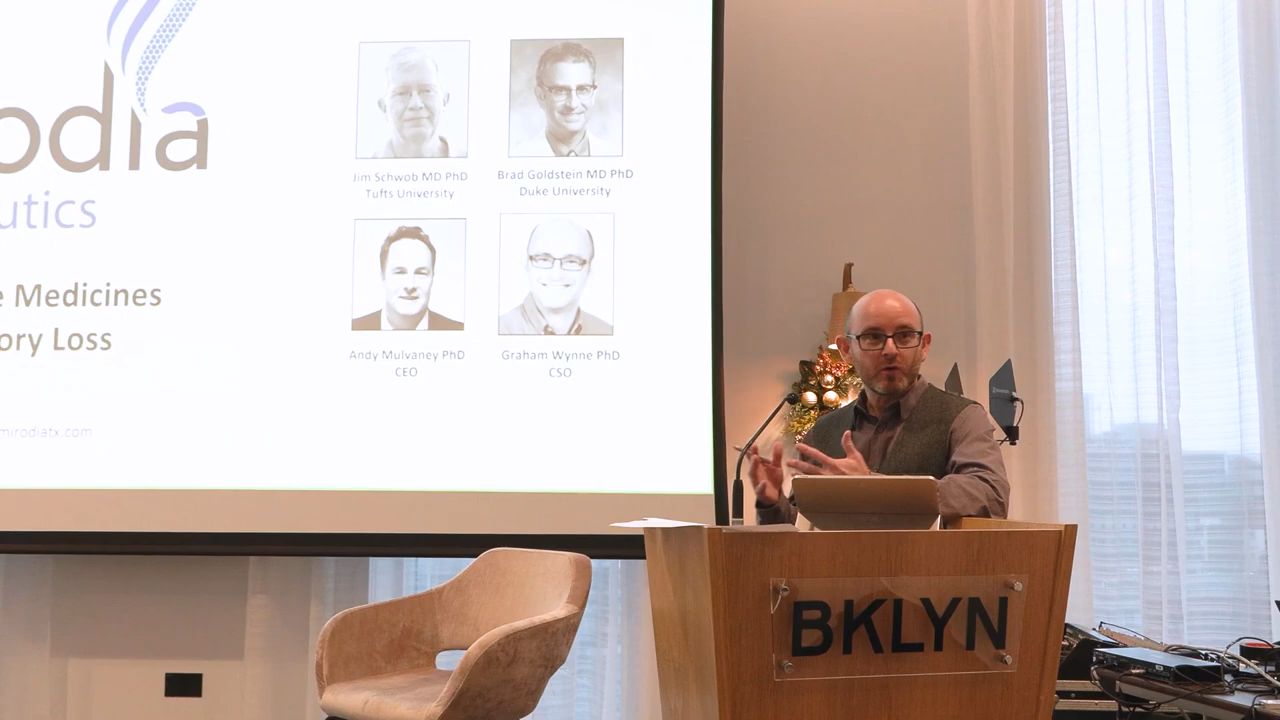 odia
utics
e Medicines
ory Loss
mirodiatx.com
Jim Schwob MD PhD
Tufts University
Brad Goldstein MD PhD
Duke University
Andy Mulvaney PhD
CEO
Graham Wynne PhD
CSO
BKLYN